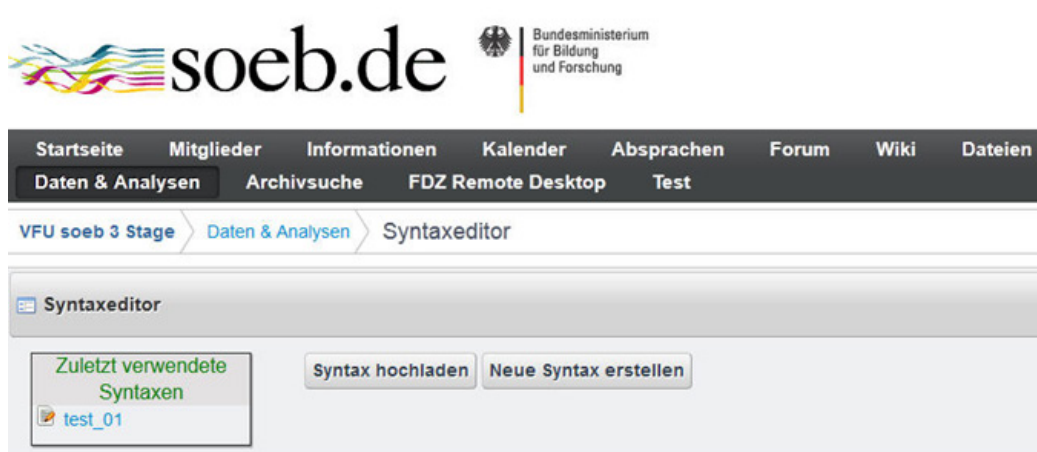 soeb.de
Bundesministerium
für Bildung
und Forschung
Startseite Mitglieder Informationen Kalender Absprachen Forum Wiki Dateien
Daten & Analysen Archivsuche FDZ Remote Desktop Test
VFU soeb 3 Stage Daten & Analysen Syntaxeditor
Syntaxeditor
Zuletzt verwendete
Syntaxen
test_01
Syntax hochladen Neue Syntax erstellen